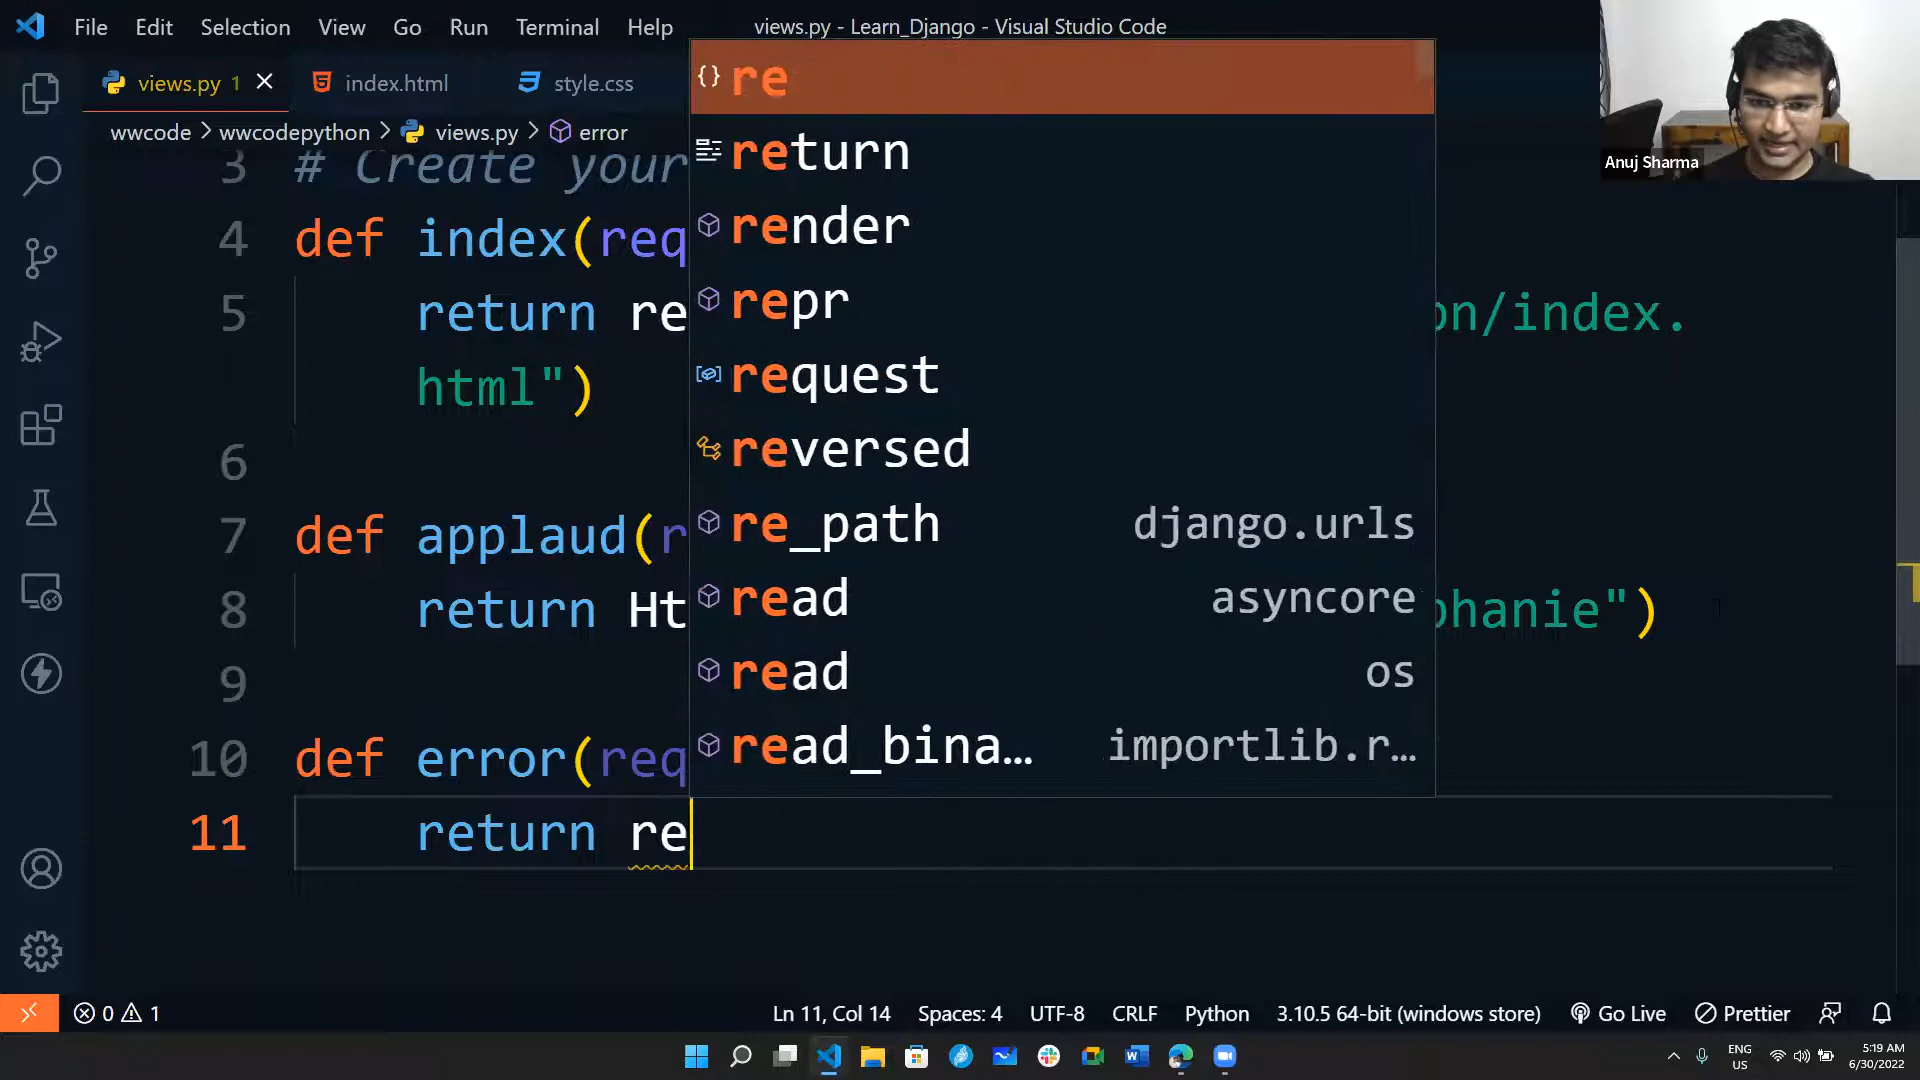 File Edit Selection View Go Run Terminal Help views.py - Learn_Django - Visual Studio Code
views.py 1 index.html style.css
wwcode > wwcodepython > views.py > error
3 # Create your
4 def index(req
5 return re on/index.
html")
6
7 def applaud(r
8 return Ht phanie")
9
10 def error(req
11 return re
re
return
render
repr
request
reversed
re_path django.urls
read asyncore
read os
read_bina… importlib.r…
Anuj Sharma
0 1 Ln 11, Col 14 Spaces: 4 UTF-8 CRLF Python 3.10.5 64-bit (windows store) Go Live Prettier
ENG
US
5:19 AM
6/30/2022